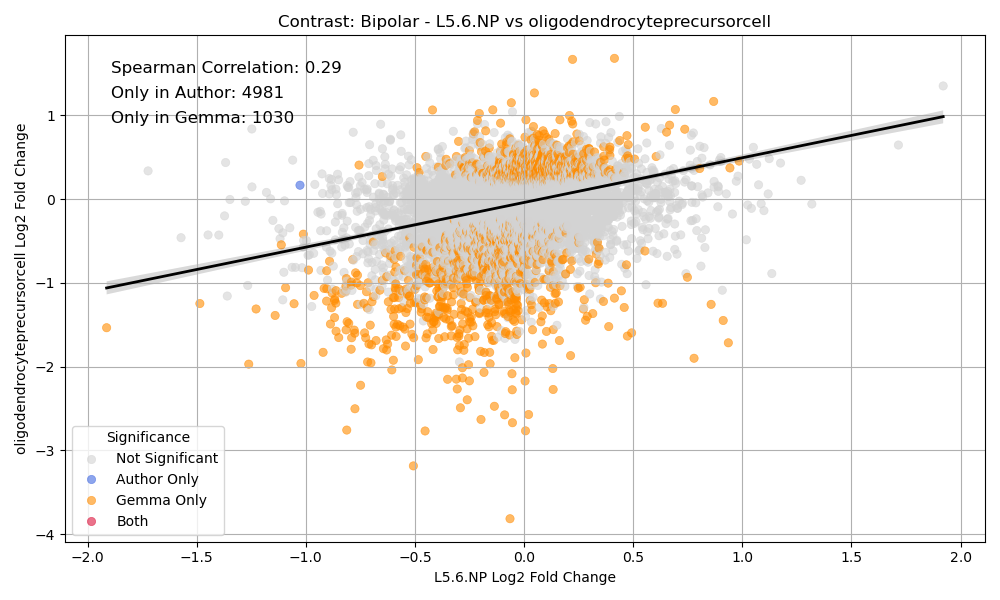 Contrast: Bipolar - L5.6.NP vs oligodendrocyteprecursorcell
Spearman Correlation: 0.29
Only in Author: 4981
Only in Gemma: 1030
oligodendrocyteprecursorcell Log2 Fold Change
1
0
−1
−2
−3
−4
Significance
Not Significant
Author Only
Gemma Only
Both
−2.0 −1.5 −1.0 −0.5 0.0 0.5 1.0 1.5 2.0
L5.6.NP Log2 Fold Change